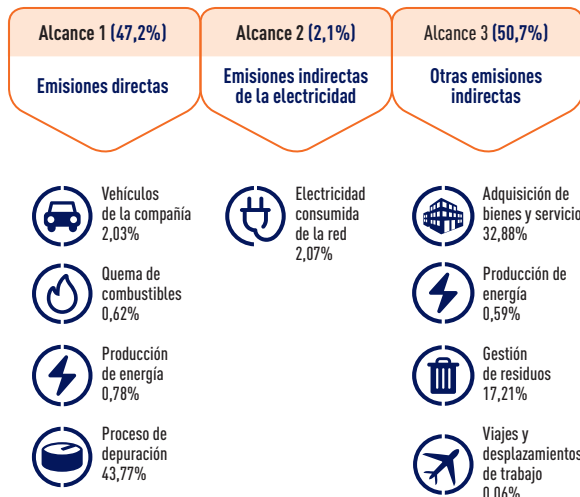 Alcance 1 (47,2%)
Emisiones directas
Vehículos
de la compañía
2,03%
Quema de
combustibles
0,62%
Producción
de energía
0,78%
Proceso de
depuración
43,77%
Alcance 2 (2,1%)
Emisiones indirectas
de la electricidad
Electricidad
consumida
de la red
2,07%
Alcance 3 (50,7%)
Otras emisiones
indirectas
Adquisición de
bienes y servicio
32,88%
Producción de
energía
0,59%
Gestión
de residuos
17,21%
Viajes y
desplazamientos
de trabajo
0,06%